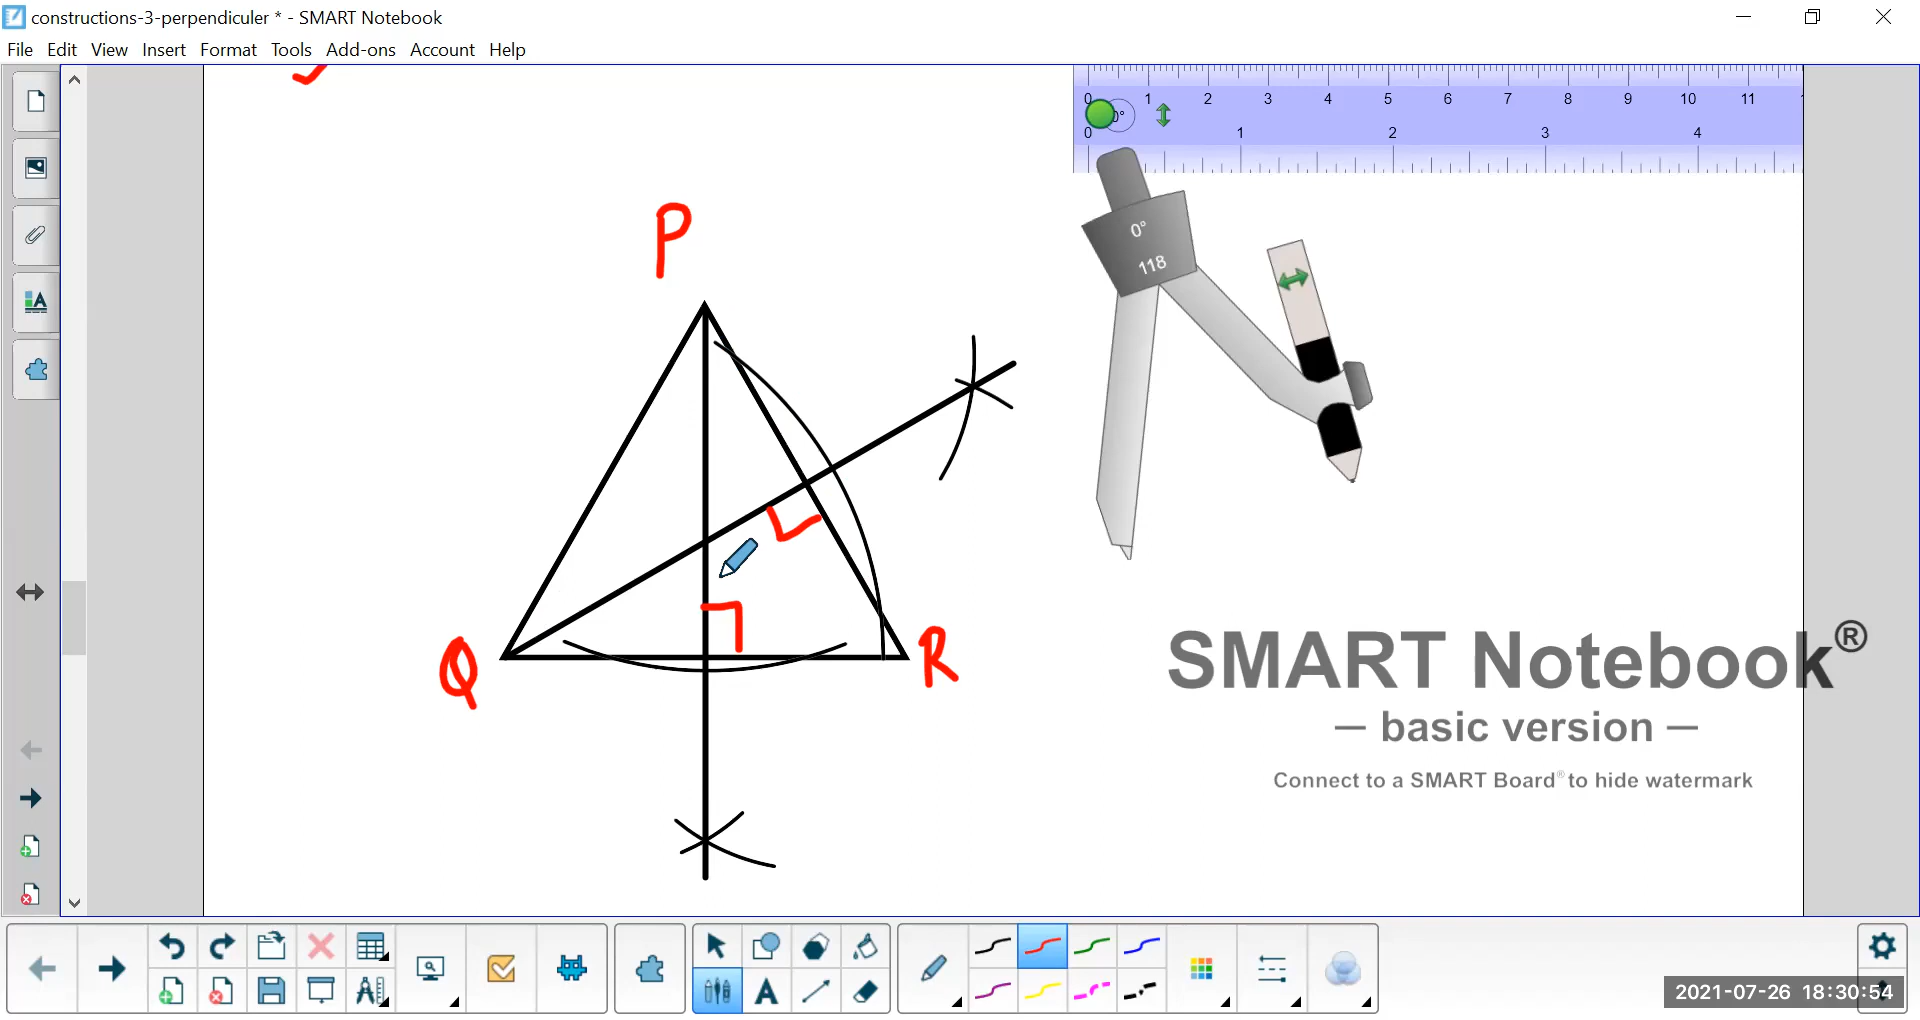 constructions-3-perpendiculer * - SMART Notebook
File Edit View Insert Format Tools Add-ons Account Help
0 1 2 3 4 5 6 7 8 9 10 11
0°
0 1 2 3 4
0°
118
P
Q
R
SMART Notebook®
— basic version —
Connect to a SMART Board® to hide watermark
2021-07-26 18:30:54